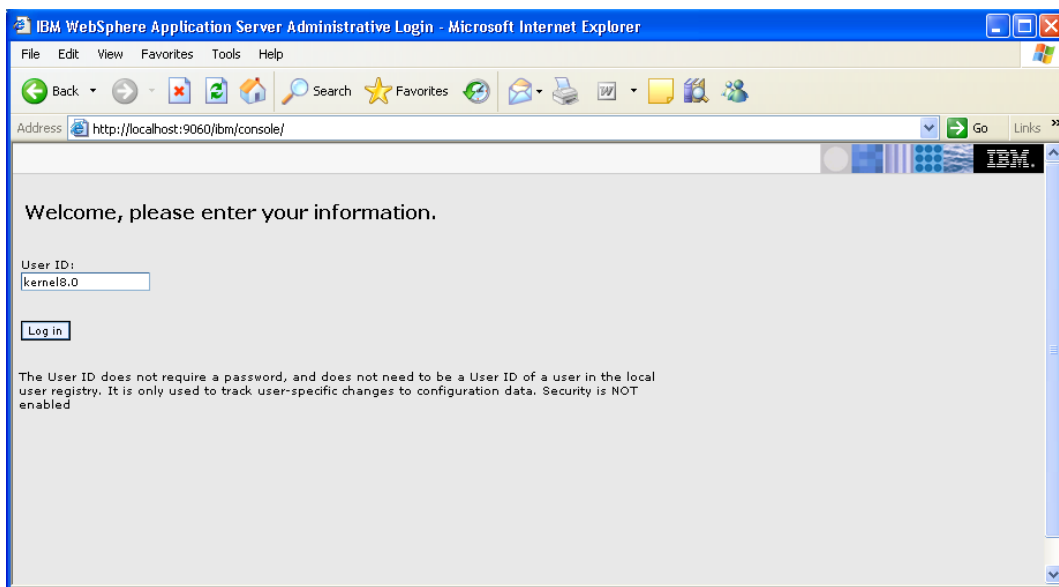 IBM WebSphere Application Server Administrative Login - Microsoft Internet Explorer
File Edit View Favorites Tools Help
Back Search Favorites W
Address http://localhost:9060/ibm/console/ Go Links »
IBM.
Welcome, please enter your information.
User ID:
kernel8.0
Log in
The User ID does not require a password, and does not need to be a User ID of a user in the local
user registry. It is only used to track user-specific changes to configuration data. Security is NOT
enabled